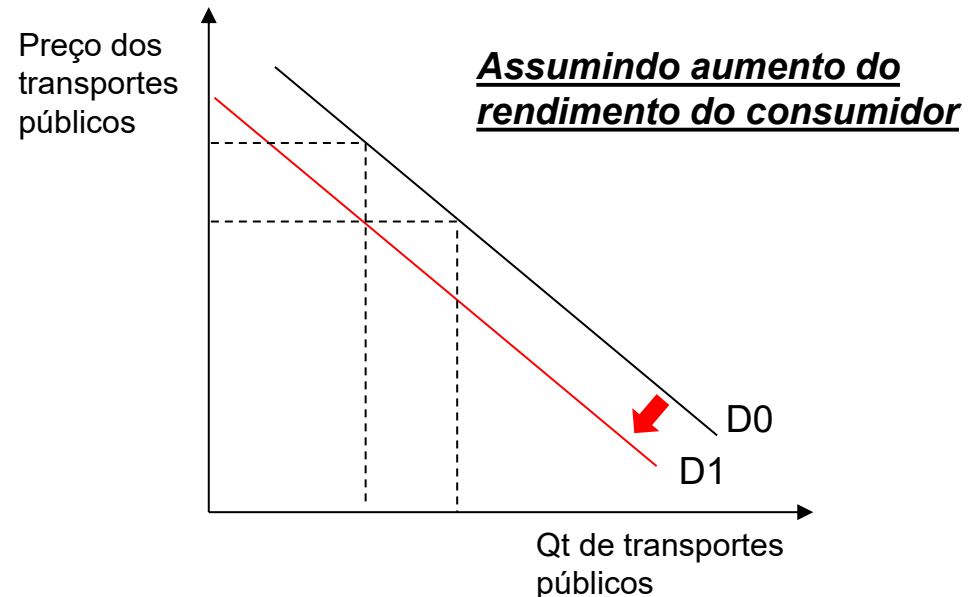 Preço dos
transportes
públicos
Assumindo aumento do
rendimento do consumidor
D0
D1
Qt de transportes
públicos